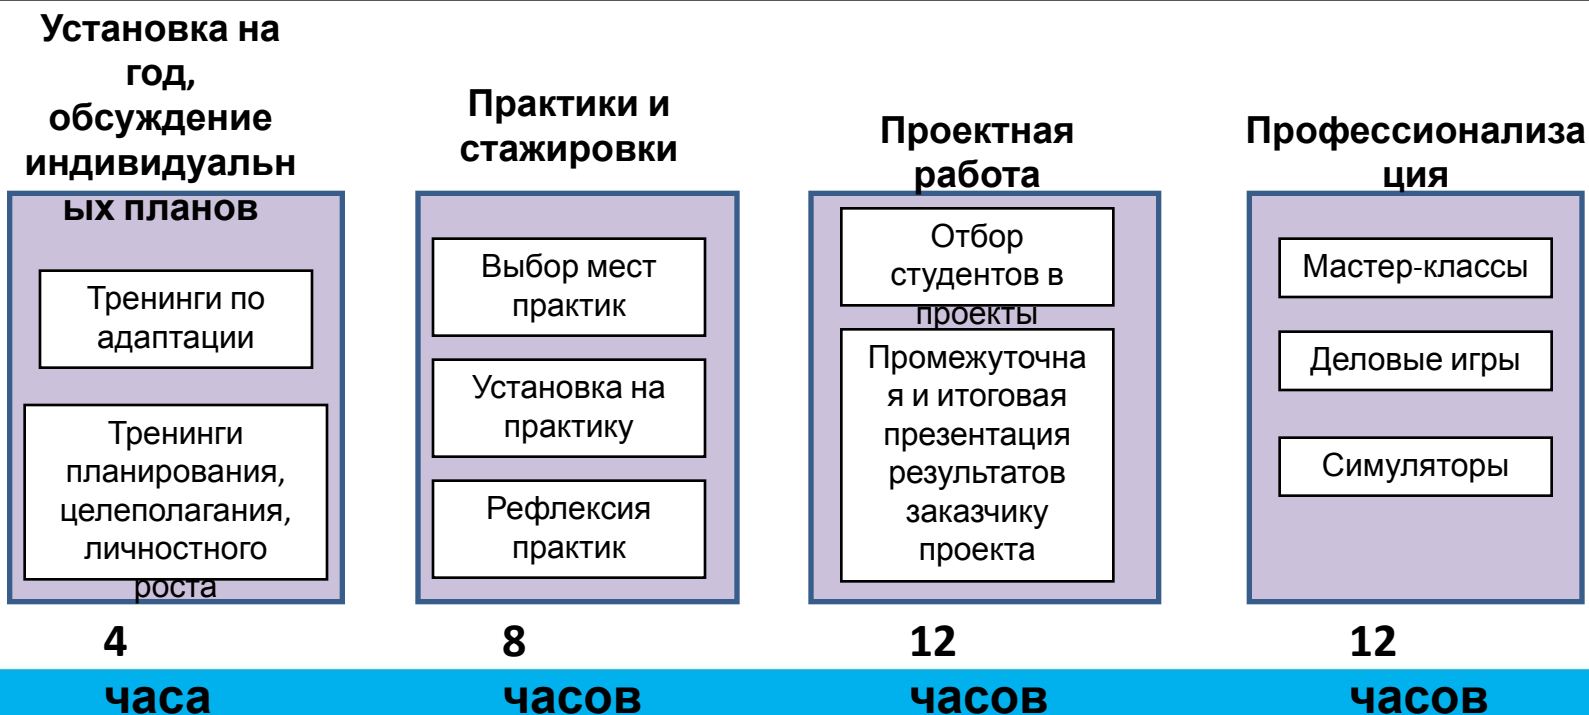 Установка на
год,
обсуждение
индивидуальн
ых планов
Тренинги по
адаптации
Тренинги
планирования,
целеполагания,
личностного
роста
4
часа
Практики и
стажировки
Выбор мест
практик
Установка на
практику
Рефлексия
практик
8
часов
Проектная
работа
Отбор
студентов в
проекты
Промежуточна
я и итоговая
презентация
результатов
заказчику
проекта
12
часов
Профессионализа
ция
Мастер-классы
Деловые игры
Симуляторы
12
часов